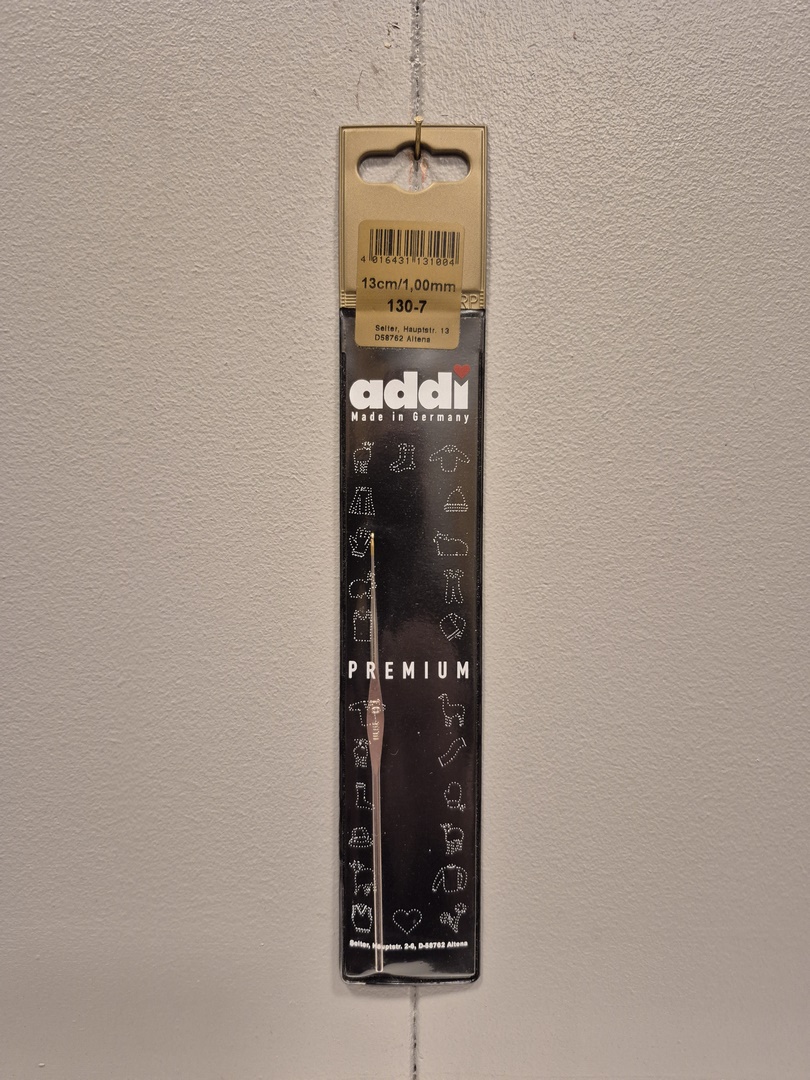 4 016431 131004
13cm/1,00mm
130-7
RP
Selter, Hauptstr. 13
D58762 Altena
addi
Made in Germany
PREMIUM
Selter, Hauptstr. 2-6, D-58762 Altena